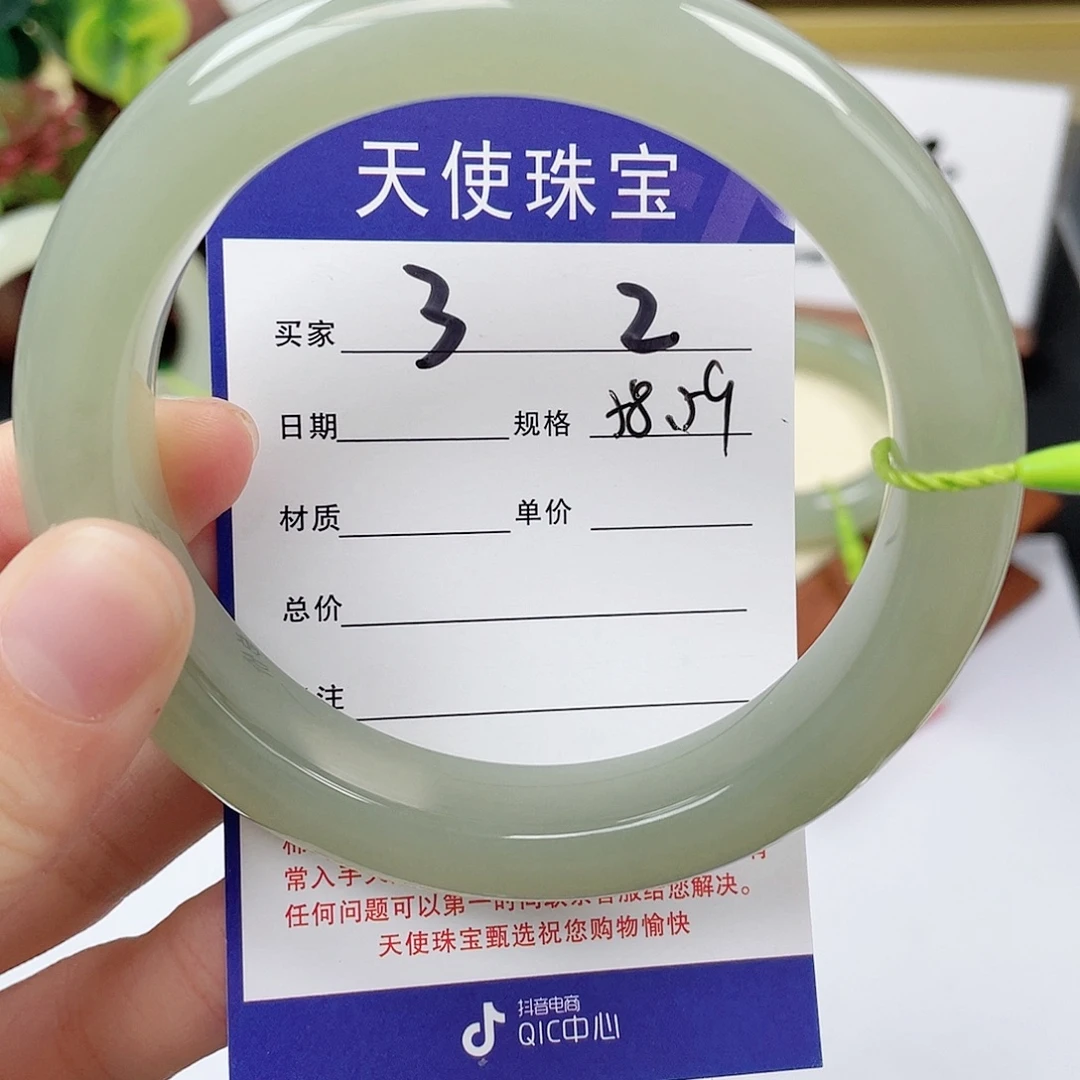 天使珠宝
买家 3 2
日期 规格 58.59
材质 单价
总价
注
常入手
任何问题可以第一时间联系客服给您解决。
天使珠宝甄选祝您购物愉快
抖音电商
QIC中心